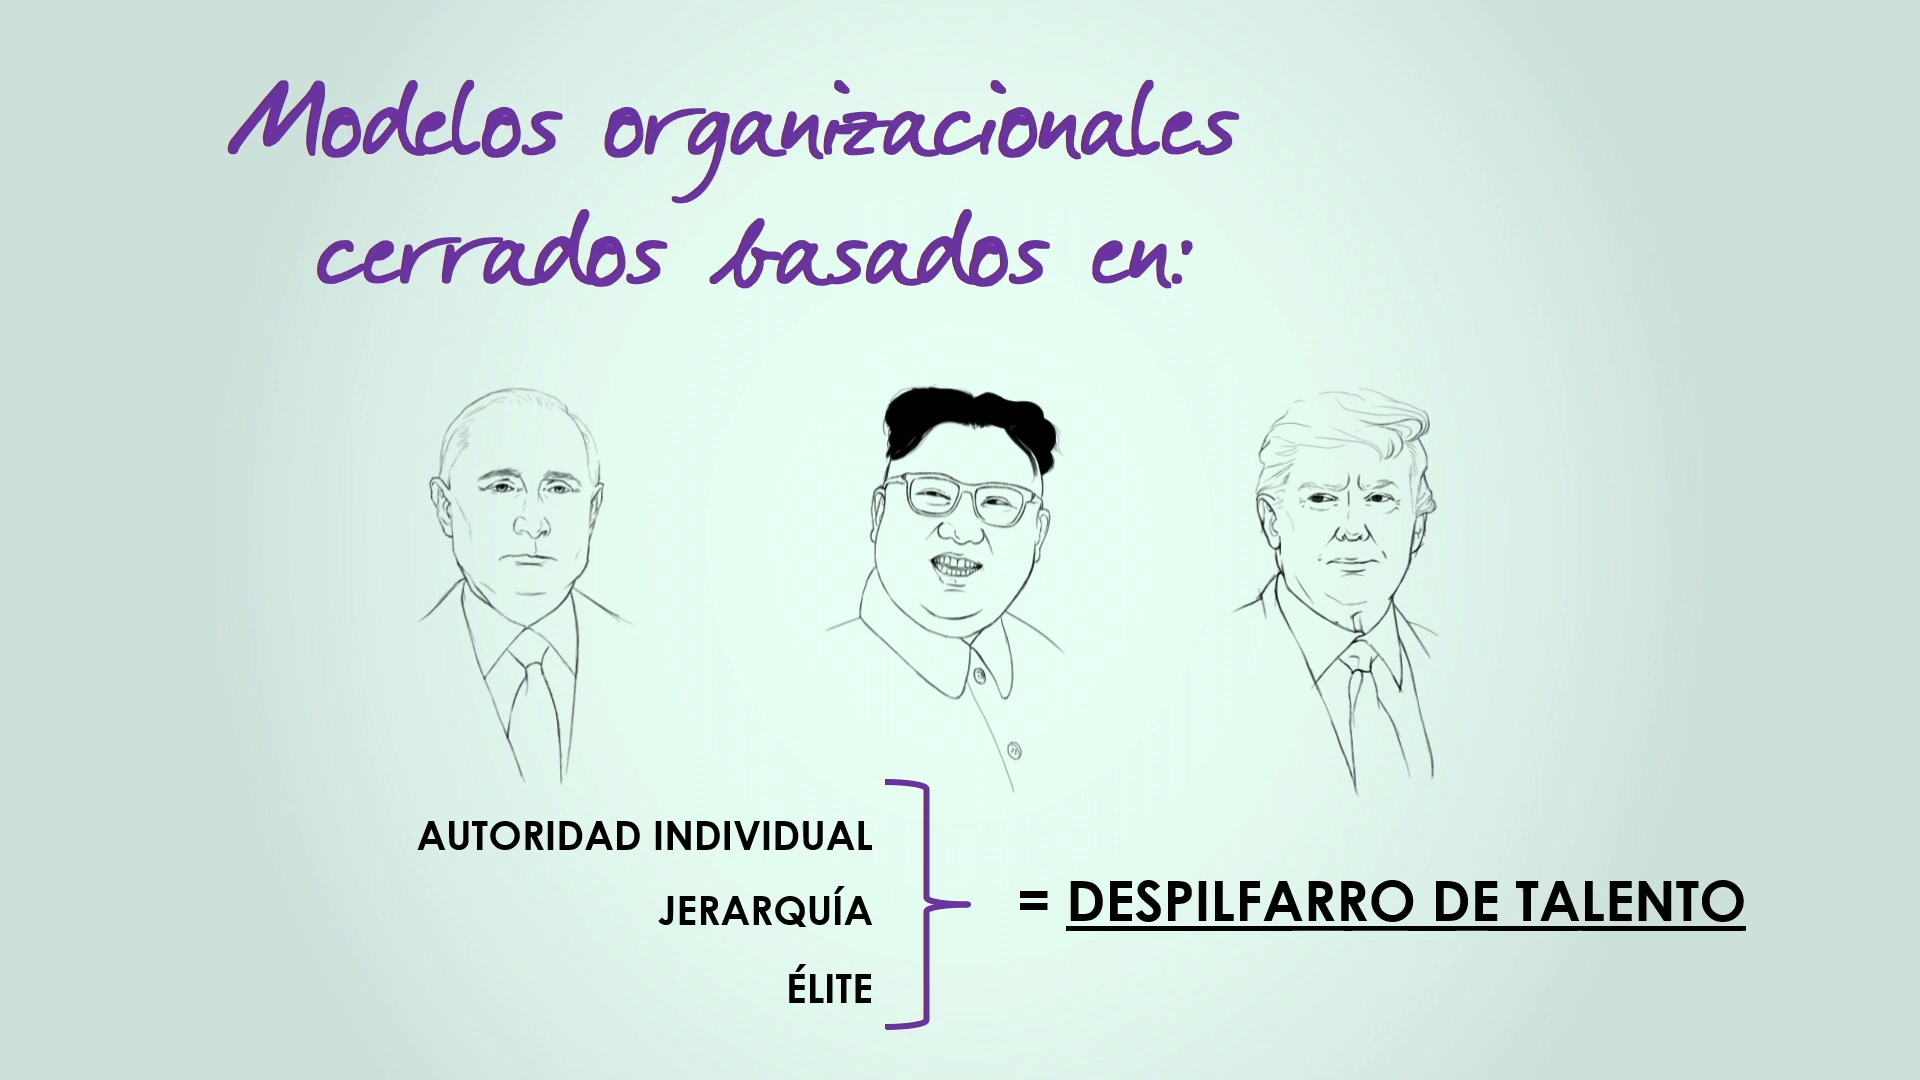 Modelos organizacionales
cerrados basados en:
AUTORIDAD INDIVIDUAL
JERARQUÍA
ÉLITE
= DESPILFARRO DE TALENTO